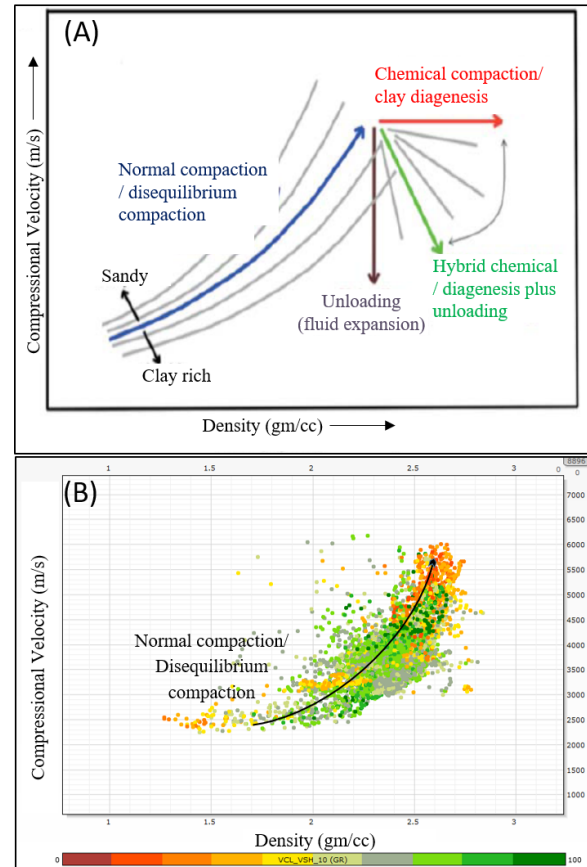 (A)
Compressional Velocity (m/s)
Chemical compaction/
clay diagenesis
Normal compaction
/ disequilibrium
compaction
Sandy
Clay rich
Unloading
(fluid expansion)
Hybrid chemical
/ diagenesis plus
unloading
Density (gm/cc)
8896
1 1.5 2 2.5 3 0 0
(B)
Compressional Velocity (m/s)
7000
6500
6000
5500
5000
4500
4000
3500
3000
2500
2000
1500
1000
Normal compaction/
Disequilibrium
compaction
1 1.5 2 2.5 3
Density (gm/cc)
0 VCL_VSH_10 (GR) 100